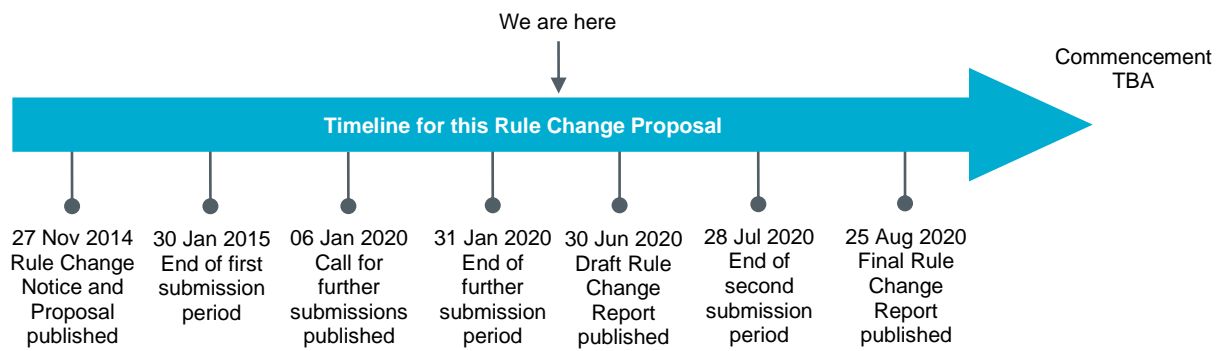 We are here
Commencement
TBA
Timeline for this Rule Change Proposal
27 Nov 2014
Rule Change
Notice and
Proposal
published
30 Jan 2015
End of first
submission
period
06 Jan 2020
Call for
further
submissions
published
31 Jan 2020
End of
further
submission
period
30 Jun 2020
Draft Rule
Change
Report
published
28 Jul 2020
End of
second
submission
period
25 Aug 2020
Final Rule
Change
Report
published